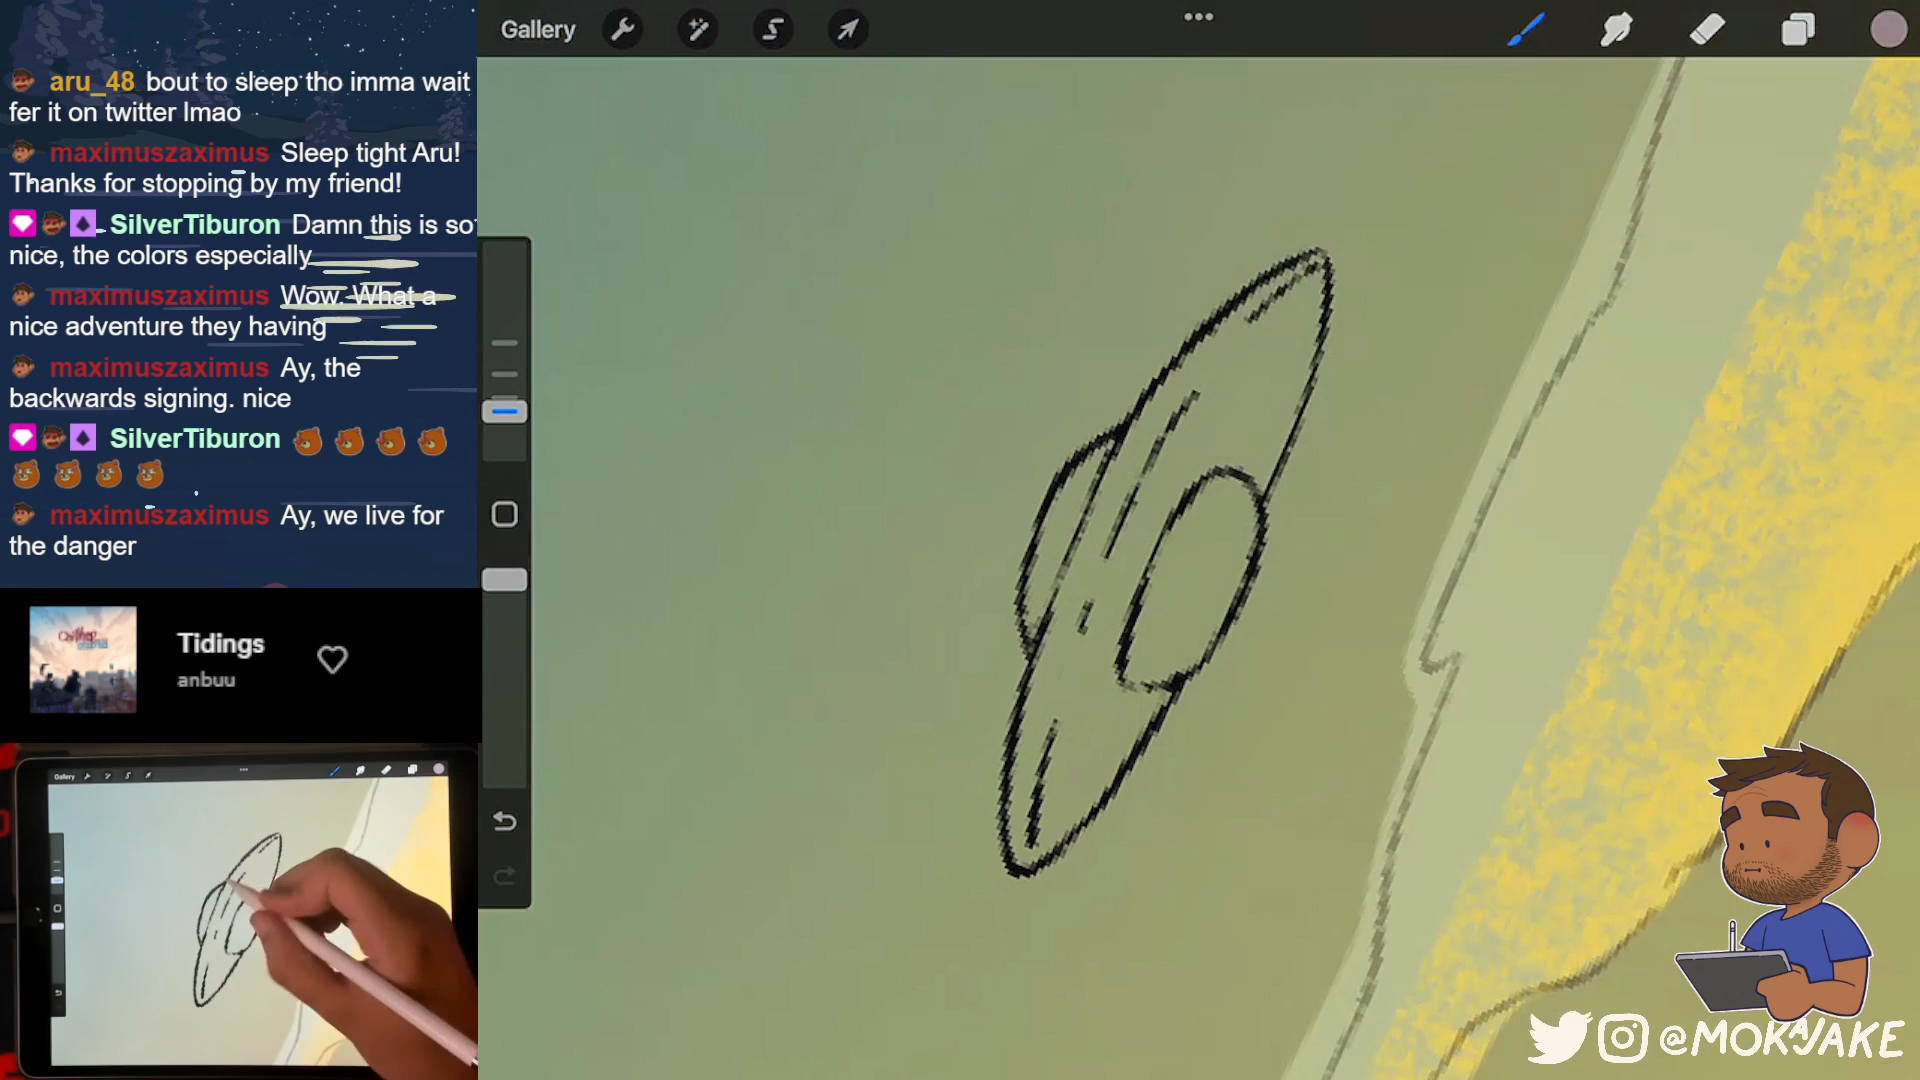 Gallery
aru_48 bout to sleep tho imma wait
fer it on twitter lmao
maximuszaximus Sleep tight Aru!
Thanks for stopping by my friend!
SilverTiburon Damn this is so
nice, the colors especially
maximuszaximus Wow. What a
nice adventure they having
maximuszaximus Ay, the
backwards signing. nice
SilverTiburon
maximuszaximus Ay, we live for
the danger
Tidings
anbuu
Gallery
@MOKAJAKE